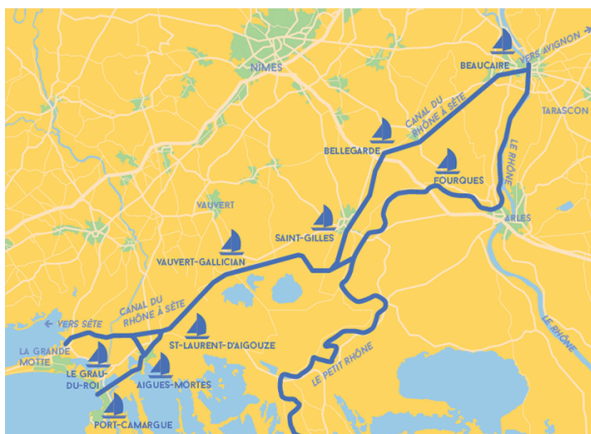 BEAUCAIRE
VERS AVIGNON →
NÎMES
TARASCON
CANAL DU
RHÔNE À SÈTE
BELLEGARDE
LE RHÔNE
FOURQUES
VAUVERT
ARLES
SAINT-GILLES
VAUVERT-GALLICIAN
CANAL DU
RHÔNE À SÈTE
← VERS SÈTE
LE RHÔNE
ST-LAURENT-D'AIGOUZE
LA GRANDE
MOTTE
LE PETIT RHÔNE
LE GRAU-
DU-ROI
AIGUES-MORTES
PORT-CAMARGUE